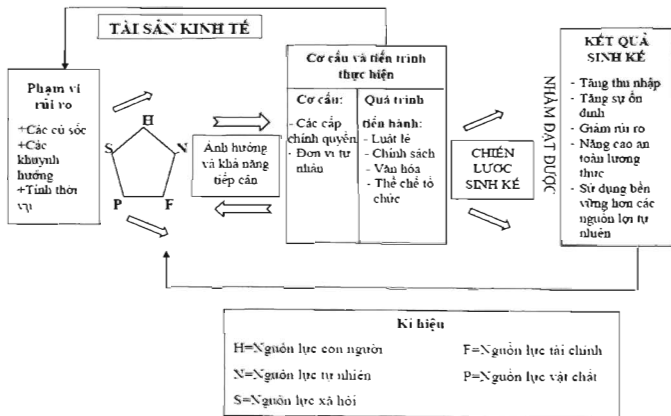 TÀI SẢN KINH TẾ
Phạm vi
rủi ro
+Các cú sốc
+Các
khuynh
hướng
+Tính thời
vụ
H
S
N
P
F
Ảnh hưởng
và khả năng
tiếp cận
Cơ cấu và tiến trình
thực hiện
Cơ cấu:
- Các cấp
chính quyền
- Đơn vị tư
nhân
Quá trình
tiến hành:
- Luật lệ
- Chính sách
- Văn hóa
- Thể chế tổ
chức
CHIẾN
LƯỢC
SINH KẾ
NHẰM ĐẠT ĐƯỢC
KẾT QUẢ
SINH KẾ
- Tăng thu nhập
- Tăng sự ổn
định
- Giảm rủi ro
- Nâng cao an
toàn lương
thực
- Sử dụng bền
vững hơn các
nguồn lợi tự
nhiên
Kí hiệu
H=Nguồn lực con người
F=Nguồn lực tài chính
N=Nguồn lực tự nhiên
P=Nguồn lực vật chất
S=Nguồn lực xã hội